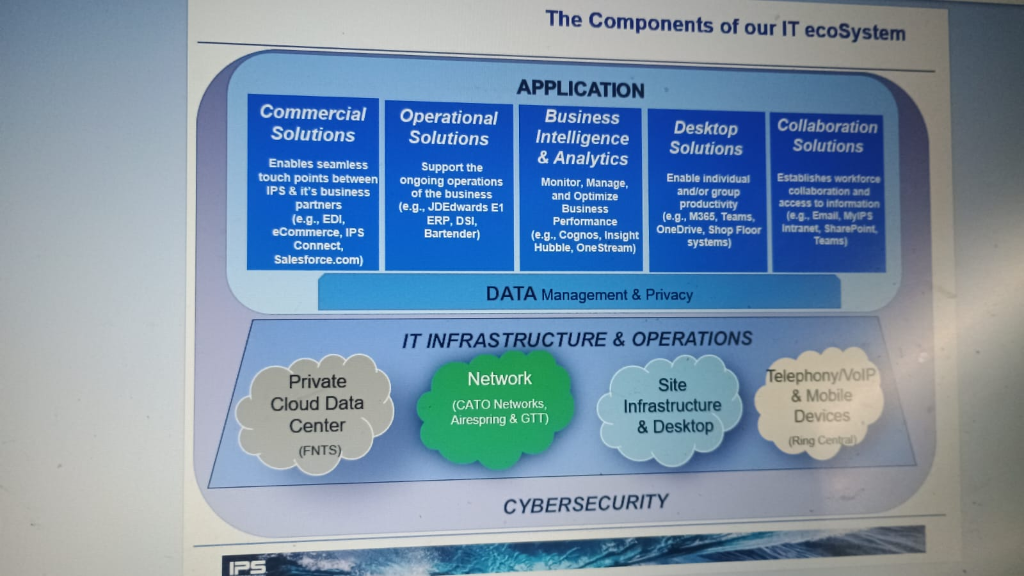 The Components of our IT ecoSystem
APPLICATION
Commercial
Solutions
Enables seamless
touch points between
IPS & it's business
partners
(e.g., EDI,
eCommerce, IPS
Connect,
Salesforce.com)
Operational
Solutions
Support the
ongoing operations
of the business
(e.g., JDEdwards E1
ERP, DSI,
Bartender)
Business
Intelligence
& Analytics
Monitor, Manage,
and Optimize
Business
Performance
(e.g., Cognos, Insight
Hubble, OneStream)
Desktop
Solutions
Enable individual
and/or group
productivity
(e.g., M365, Teams,
OneDrive, Shop Floor
systems)
Collaboration
Solutions
Establishes workforce
collaboration and
access to information
(e.g., Email, MyIPS
Intranet, SharePoint,
Teams)
DATA Management & Privacy
IT INFRASTRUCTURE & OPERATIONS
Private
Cloud Data
Center
(FNTS)
Network
(CATO Networks,
Airespring & GTT)
Site
Infrastructure
& Desktop
Telephony/VoIP
& Mobile
Devices
(Ring Central)
CYBERSECURITY
IPS